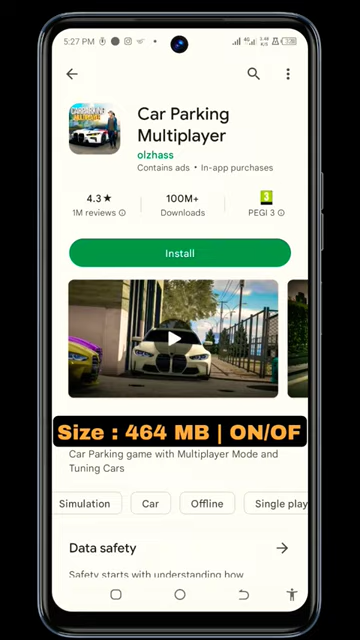 5:27 PM
Car Parking
Multiplayer
olzhass
Contains ads • In-app purchases
4.3★
1M reviews
100M+
Downloads
3
PEGI 3
Install
Size : 464 MB | ON/OF
Car Parking game with Multiplayer Mode and
Tuning Cars
Simulation
Car
Offline
Single play
Data safety
Safety starts with understanding how